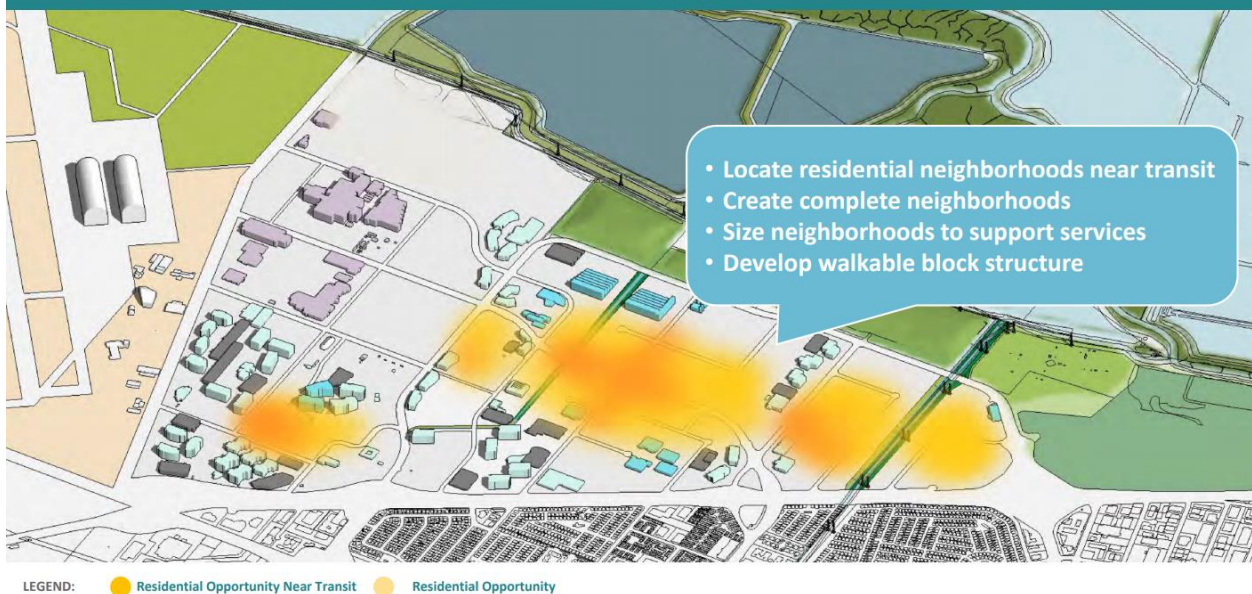 • Locate residential neighborhoods near transit
• Create complete neighborhoods
• Size neighborhoods to support services
• Develop walkable block structure
LEGEND: Residential Opportunity Near Transit Residential Opportunity